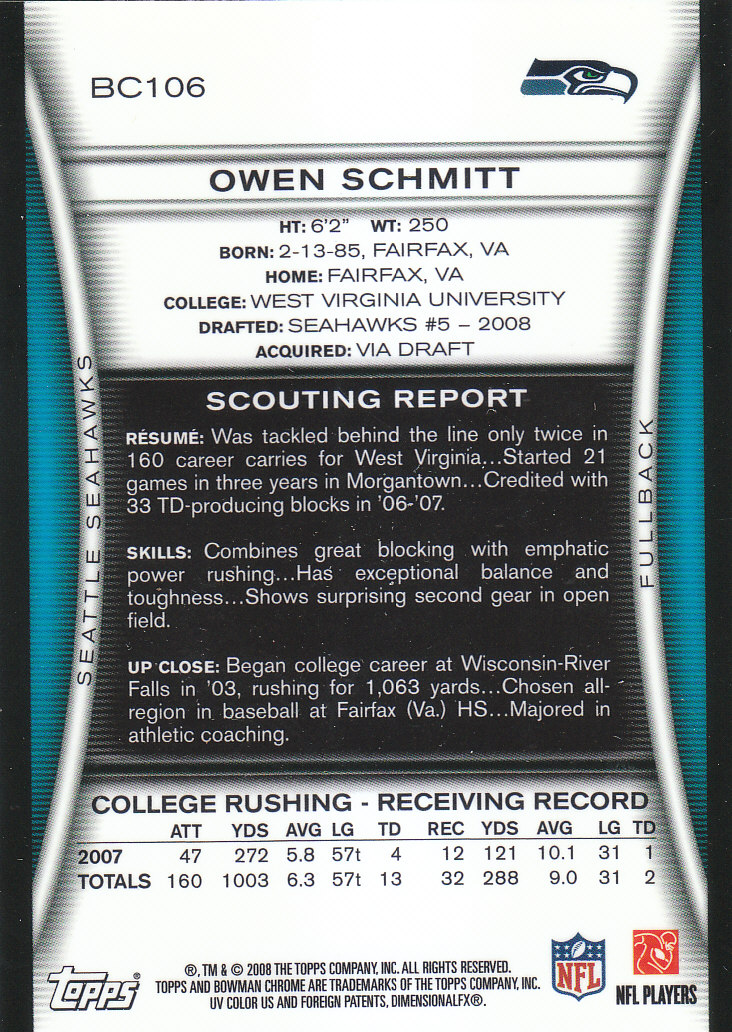 BC106
OWEN SCHMITT
HT: 6'2" WT: 250
BORN: 2-13-85, FAIRFAX, VA
HOME: FAIRFAX, VA
COLLEGE: WEST VIRGINIA UNIVERSITY
DRAFTED: SEAHAWKS #5 – 2008
ACQUIRED: VIA DRAFT
SEATTLE SEAHAWKS
FULLBACK
SCOUTING REPORT
RÉSUMÉ: Was tackled behind the line only twice in
160 career carries for West Virginia...Started 21
games in three years in Morgantown...Credited with
33 TD-producing blocks in '06-'07.
SKILLS: Combines great blocking with emphatic
power rushing...Has exceptional balance and
toughness...Shows surprising second gear in open
field.
UP CLOSE: Began college career at Wisconsin-River
Falls in '03, rushing for 1,063 yards...Chosen all-
region in baseball at Fairfax (Va.) HS...Majored in
athletic coaching.
COLLEGE RUSHING - RECEIVING RECORD
ATT YDS AVG LG TD REC YDS AVG LG TD
2007 47 272 5.8 57t 4 12 121 10.1 31 1
TOTALS 160 1003 6.3 57t 13 32 288 9.0 31 2
Topps®
®, TM & © 2008 THE TOPPS COMPANY, INC. ALL RIGHTS RESERVED.
TOPPS AND BOWMAN CHROME ARE TRADEMARKS OF THE TOPPS COMPANY, INC.
UV COLOR US AND FOREIGN PATENTS, DIMENSIONALFX®.
NFL
NFL PLAYERS